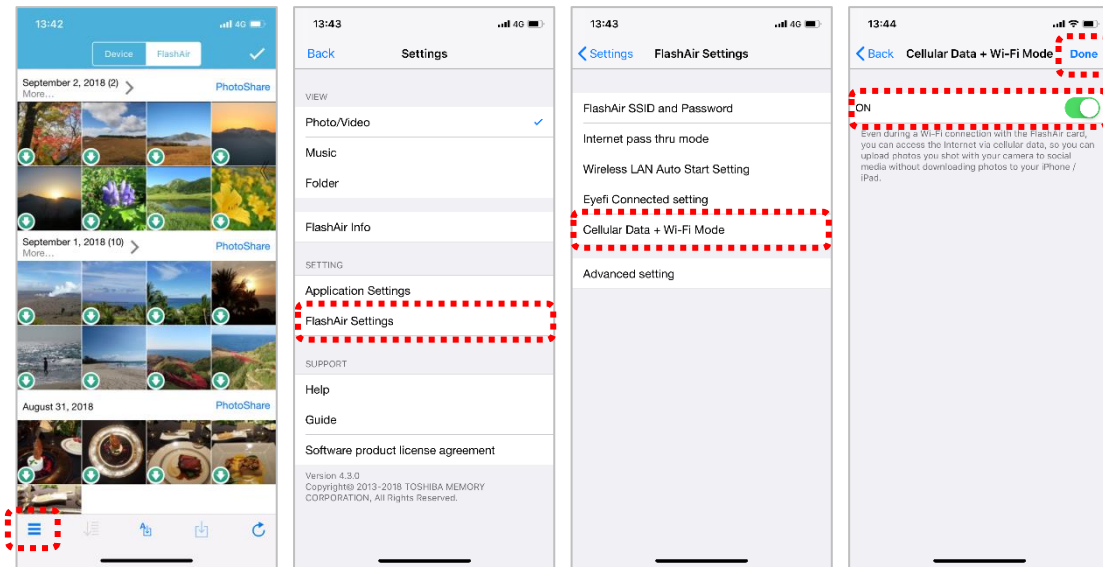 13:42
4G
Device
FlashAir
September 2, 2018 (2)
More...
PhotoShare
September 1, 2018 (10)
More...
PhotoShare
August 31, 2018
PhotoShare
13:43
4G
Back
Settings
VIEW
Photo/Video
Music
Folder
FlashAir Info
SETTING
Application Settings
FlashAir Settings
SUPPORT
Help
Guide
Software product license agreement
Version 4.3.0
Copyright© 2013-2018 TOSHIBA MEMORY
CORPORATION, All Rights Reserved.
13:43
4G
Settings
FlashAir Settings
FlashAir SSID and Password
Internet pass thru mode
Wireless LAN Auto Start Setting
Eyefi Connected setting
Cellular Data + Wi-Fi Mode
Advanced setting
13:44
Back
Cellular Data + Wi-Fi Mode
Done
ON
Even during a Wi-Fi connection with the FlashAir card,
you can access the Internet via cellular data, so you can
upload photos you shot with your camera to social
media without downloading photos to your iPhone /
iPad.